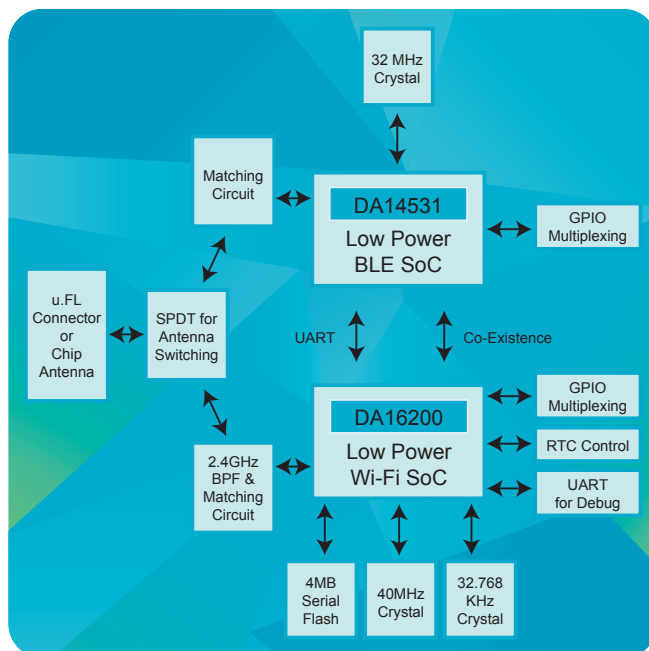 32 MHz
Crystal
Matching
Circuit
DA14531
Low Power
BLE SoC
GPIO
Multiplexing
u.FL
Connector
or
Chip
Antenna
SPDT for
Antenna
Switching
UART
Co-Existence
DA16200
Low Power
Wi-Fi SoC
GPIO
Multiplexing
RTC Control
UART
for Debug
2.4GHz
BPF &
Matching
Circuit
4MB
Serial
Flash
40MHz
Crystal
32.768
KHz
Crystal